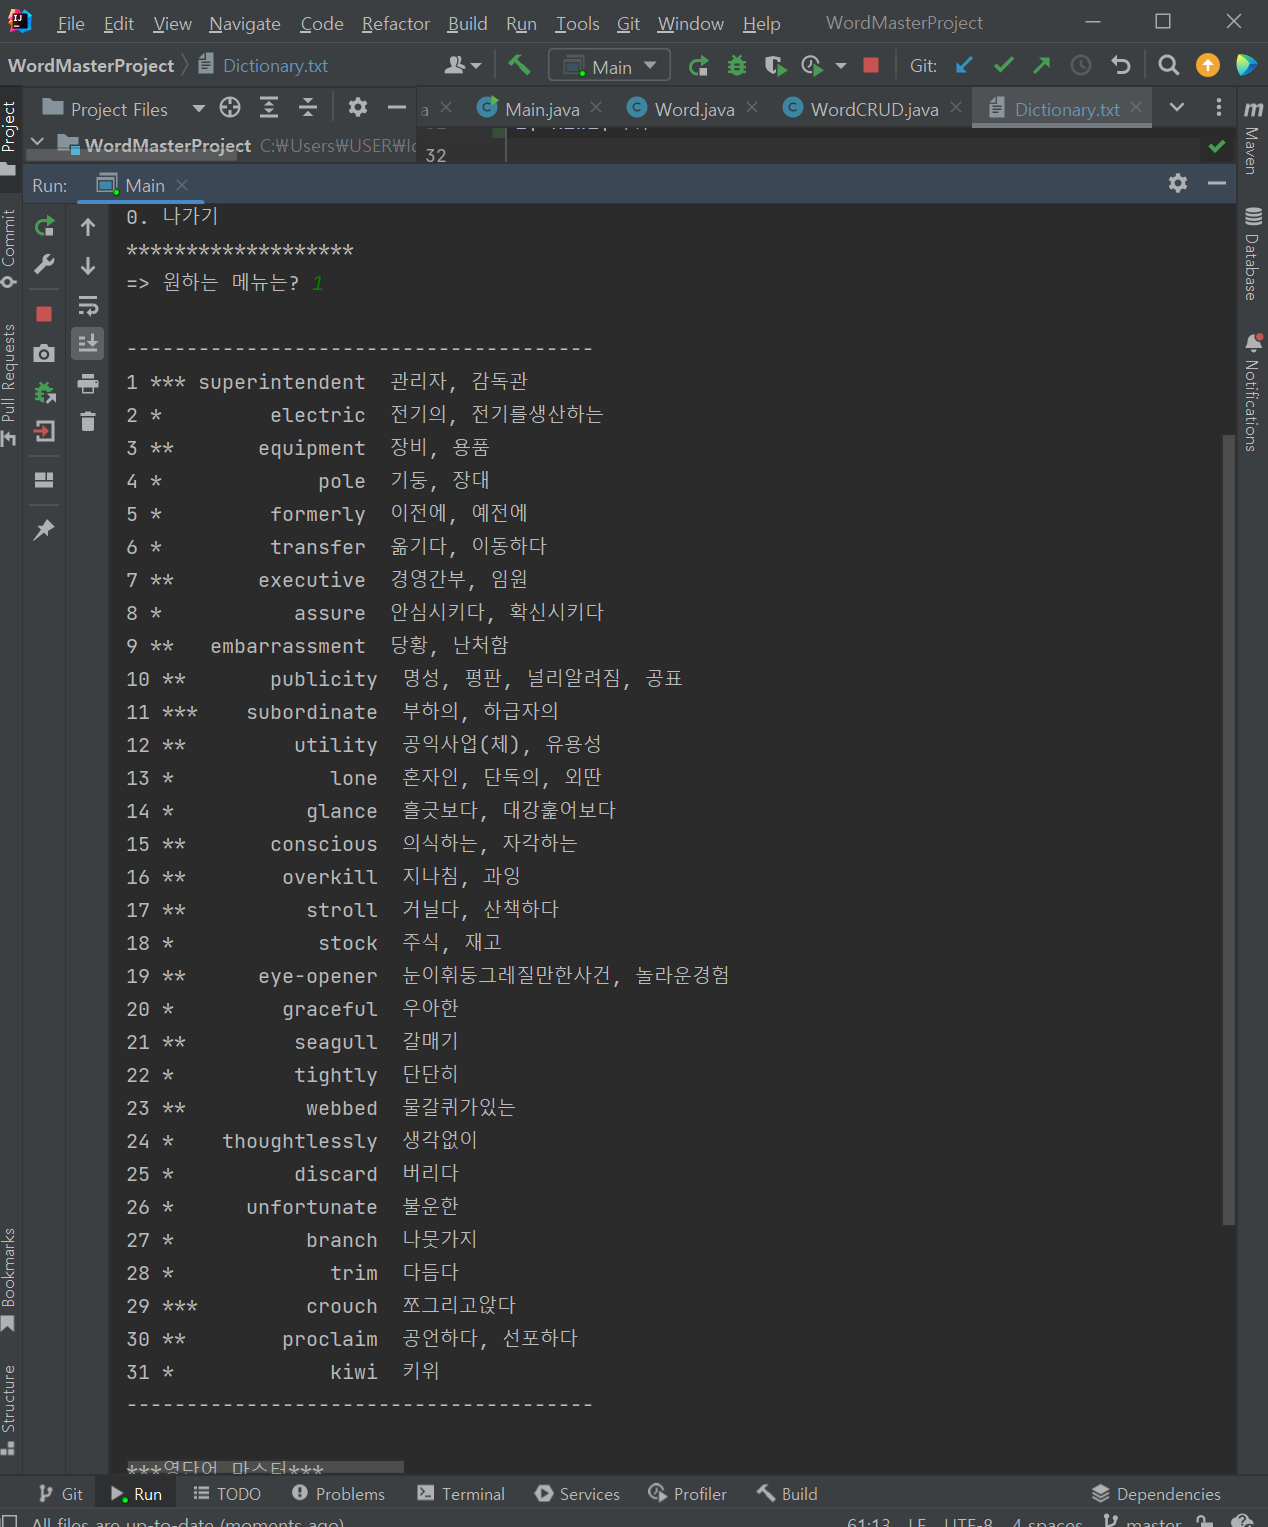 File Edit View Navigate Code Refactor Build Run Tools Git Window Help WordMasterProject
WordMasterProject Dictionary.txt Main Git:
Project Files a Main.java Word.java WordCRUD.java Dictionary.txt
WordMasterProject C:₩Users₩USER₩Ic
32
Run: Main
0. 나가기
*******************
=> 원하는 메뉴는? 1
---------------------------------------
1 *** superintendent 관리자, 감독관
2 * electric 전기의, 전기를생산하는
3 ** equipment 장비, 용품
4 * pole 기둥, 장대
5 * formerly 이전에, 예전에
6 * transfer 옮기다, 이동하다
7 ** executive 경영간부, 임원
8 * assure 안심시키다, 확신시키다
9 ** embarrassment 당황, 난처함
10 ** publicity 명성, 평판, 널리알려짐, 공표
11 *** subordinate 부하의, 하급자의
12 ** utility 공익사업(체), 유용성
13 * lone 혼자인, 단독의, 외딴
14 * glance 흘긋보다, 대강훑어보다
15 ** conscious 의식하는, 자각하는
16 ** overkill 지나침, 과잉
17 ** stroll 거닐다, 산책하다
18 * stock 주식, 재고
19 ** eye-opener 눈이휘둥그레질만한사건, 놀라운경험
20 * graceful 우아한
21 ** seagull 갈매기
22 * tightly 단단히
23 ** webbed 물갈퀴가있는
24 * thoughtlessly 생각없이
25 * discard 버리다
26 * unfortunate 불운한
27 * branch 나뭇가지
28 * trim 다듬다
29 *** crouch 쪼그리고앉다
30 ** proclaim 공언하다, 선포하다
31 * kiwi 키위
---------------------------------------
***영단어 마스터***
Project
Commit
Pull Requests
Bookmarks
Structure
Maven
Database
Notifications
Git Run TODO Problems Terminal Services Profiler Build Dependencies
All files are up-to-date (moments ago) 61:13 LF UTF-8 4 spaces master